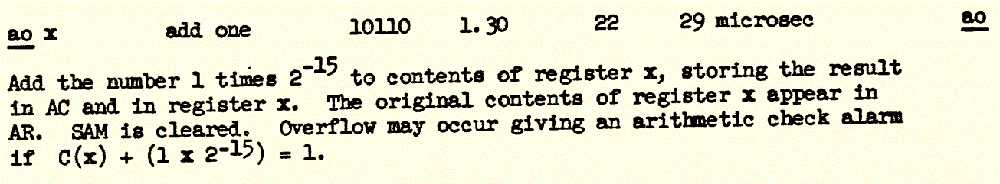 ao x add one 10110 1.30 22 29 microsec ao
Add the number 1 times 2⁻¹⁵ to contents of register x, storing the result
in AC and in register x. The original contents of register x appear in
AR. SAM is cleared. Overflow may occur giving an arithmetic check alarm
if C(x) + (1 x 2⁻¹⁵) = 1.